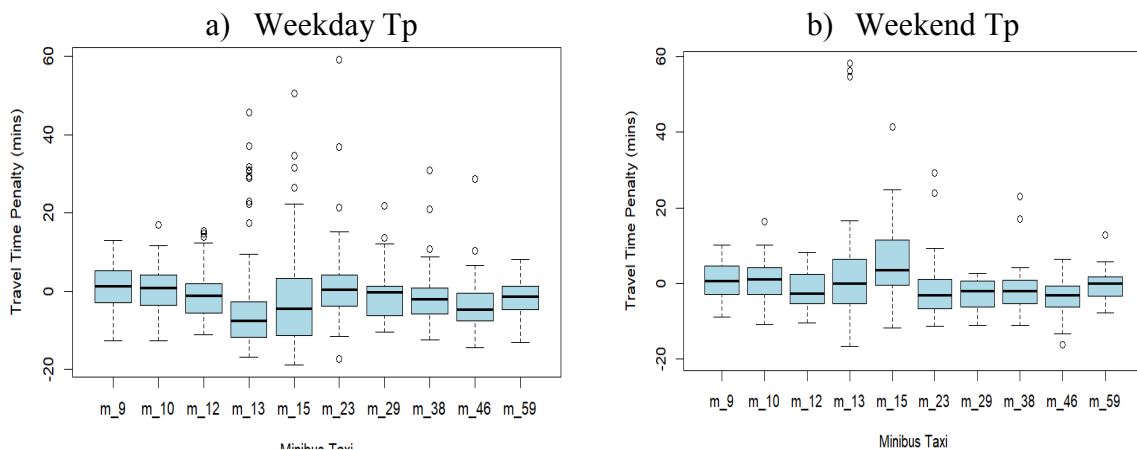 a) Weekday Tp
Travel Time Penalty (mins)
60
40
20
0
-20
m_9 m_10 m_12 m_13 m_15 m_23 m_29 m_38 m_46 m_59
Minibus Taxi
b) Weekend Tp
Travel Time Penalty (mins)
60
40
20
0
-20
m_9 m_10 m_12 m_13 m_15 m_23 m_29 m_38 m_46 m_59
Minibus Taxi